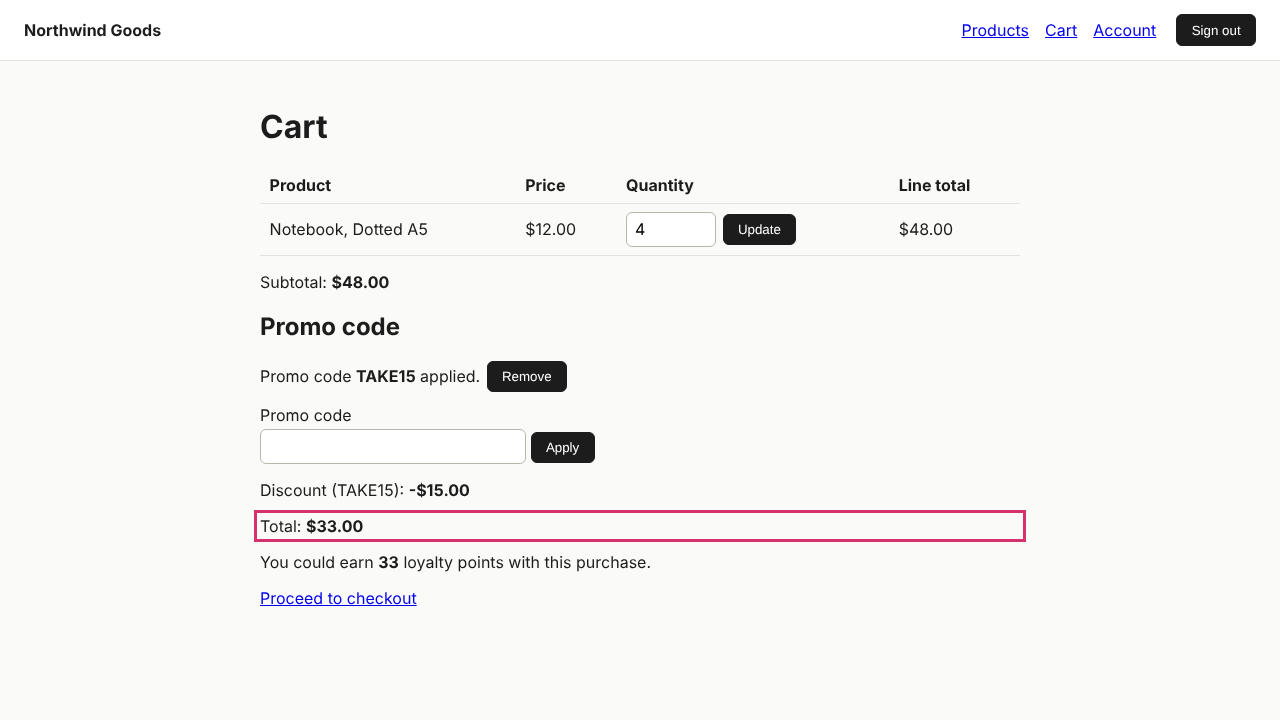 Northwind Goods
Products Cart Account Sign out
Cart
Product Price Quantity Line total
Notebook, Dotted A5 $12.00 4 Update $48.00
Subtotal: $48.00
Promo code
Promo code TAKE15 applied. Remove
Promo code
Apply
Discount (TAKE15): -$15.00
Total: $33.00
You could earn 33 loyalty points with this purchase.
Proceed to checkout